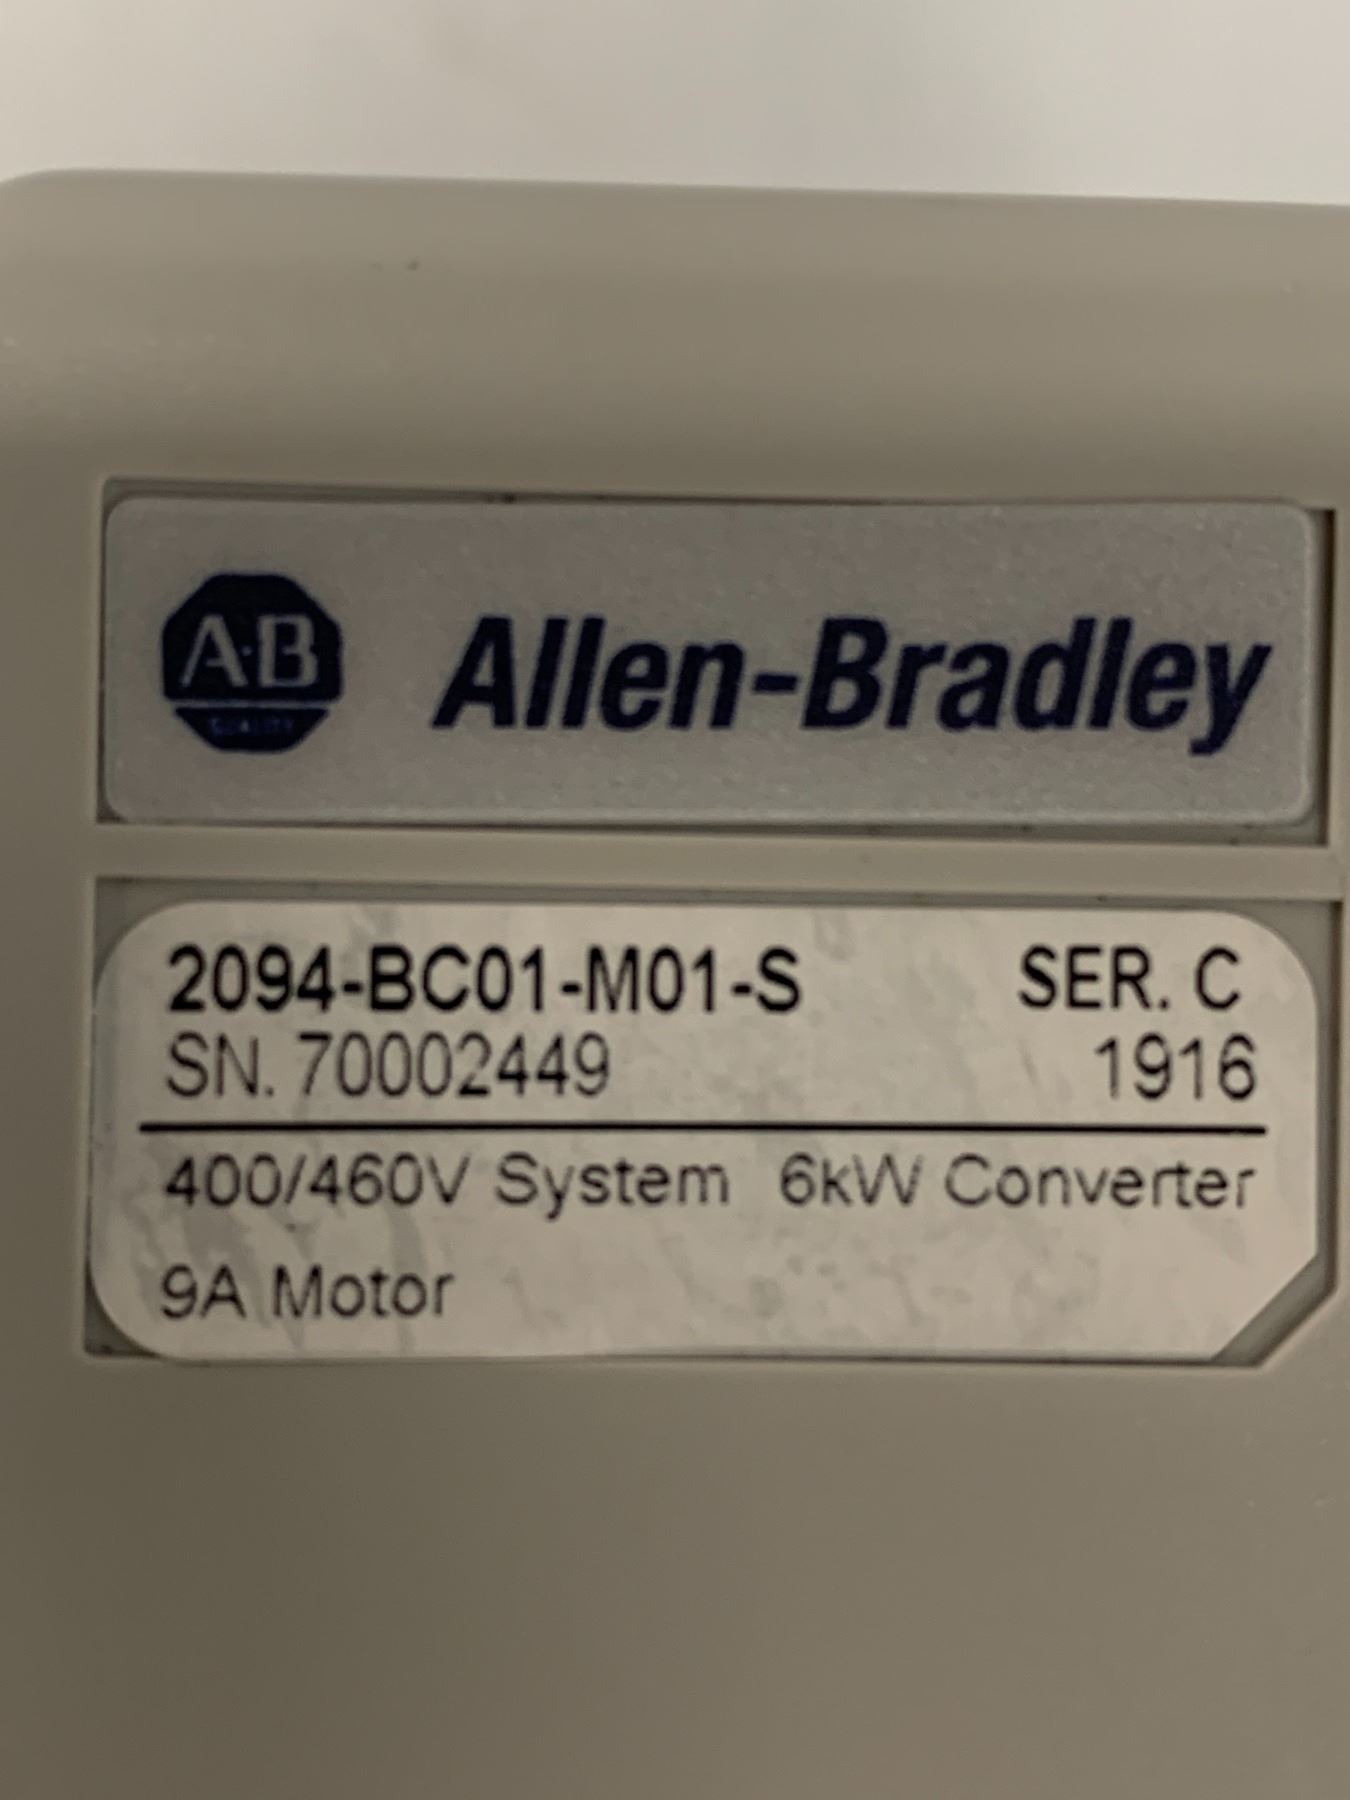 A·B
QUALITY
Allen-Bradley
2094-BC01-M01-S SER. C
SN. 70002449 1916
400/460V System 6kW Converter
9A Motor